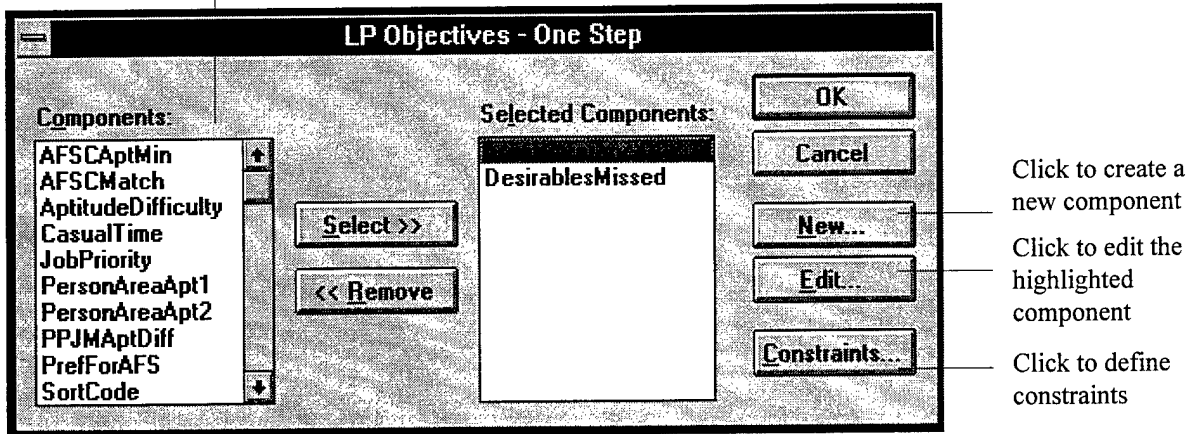 LP Objectives - One Step
Components:
AFSCAptMin
AFSCMatch
AptitudeDifficulty
CasualTime
JobPriority
PersonAreaApt1
PersonAreaApt2
PPJMAptDiff
PrefForAFS
SortCode
Select >>
<< Remove
Selected Components:
DesirablesMissed
OK
Cancel
New...
Edit...
Constraints...
Click to create a
new component
Click to edit the
highlighted
component
Click to define
constraints